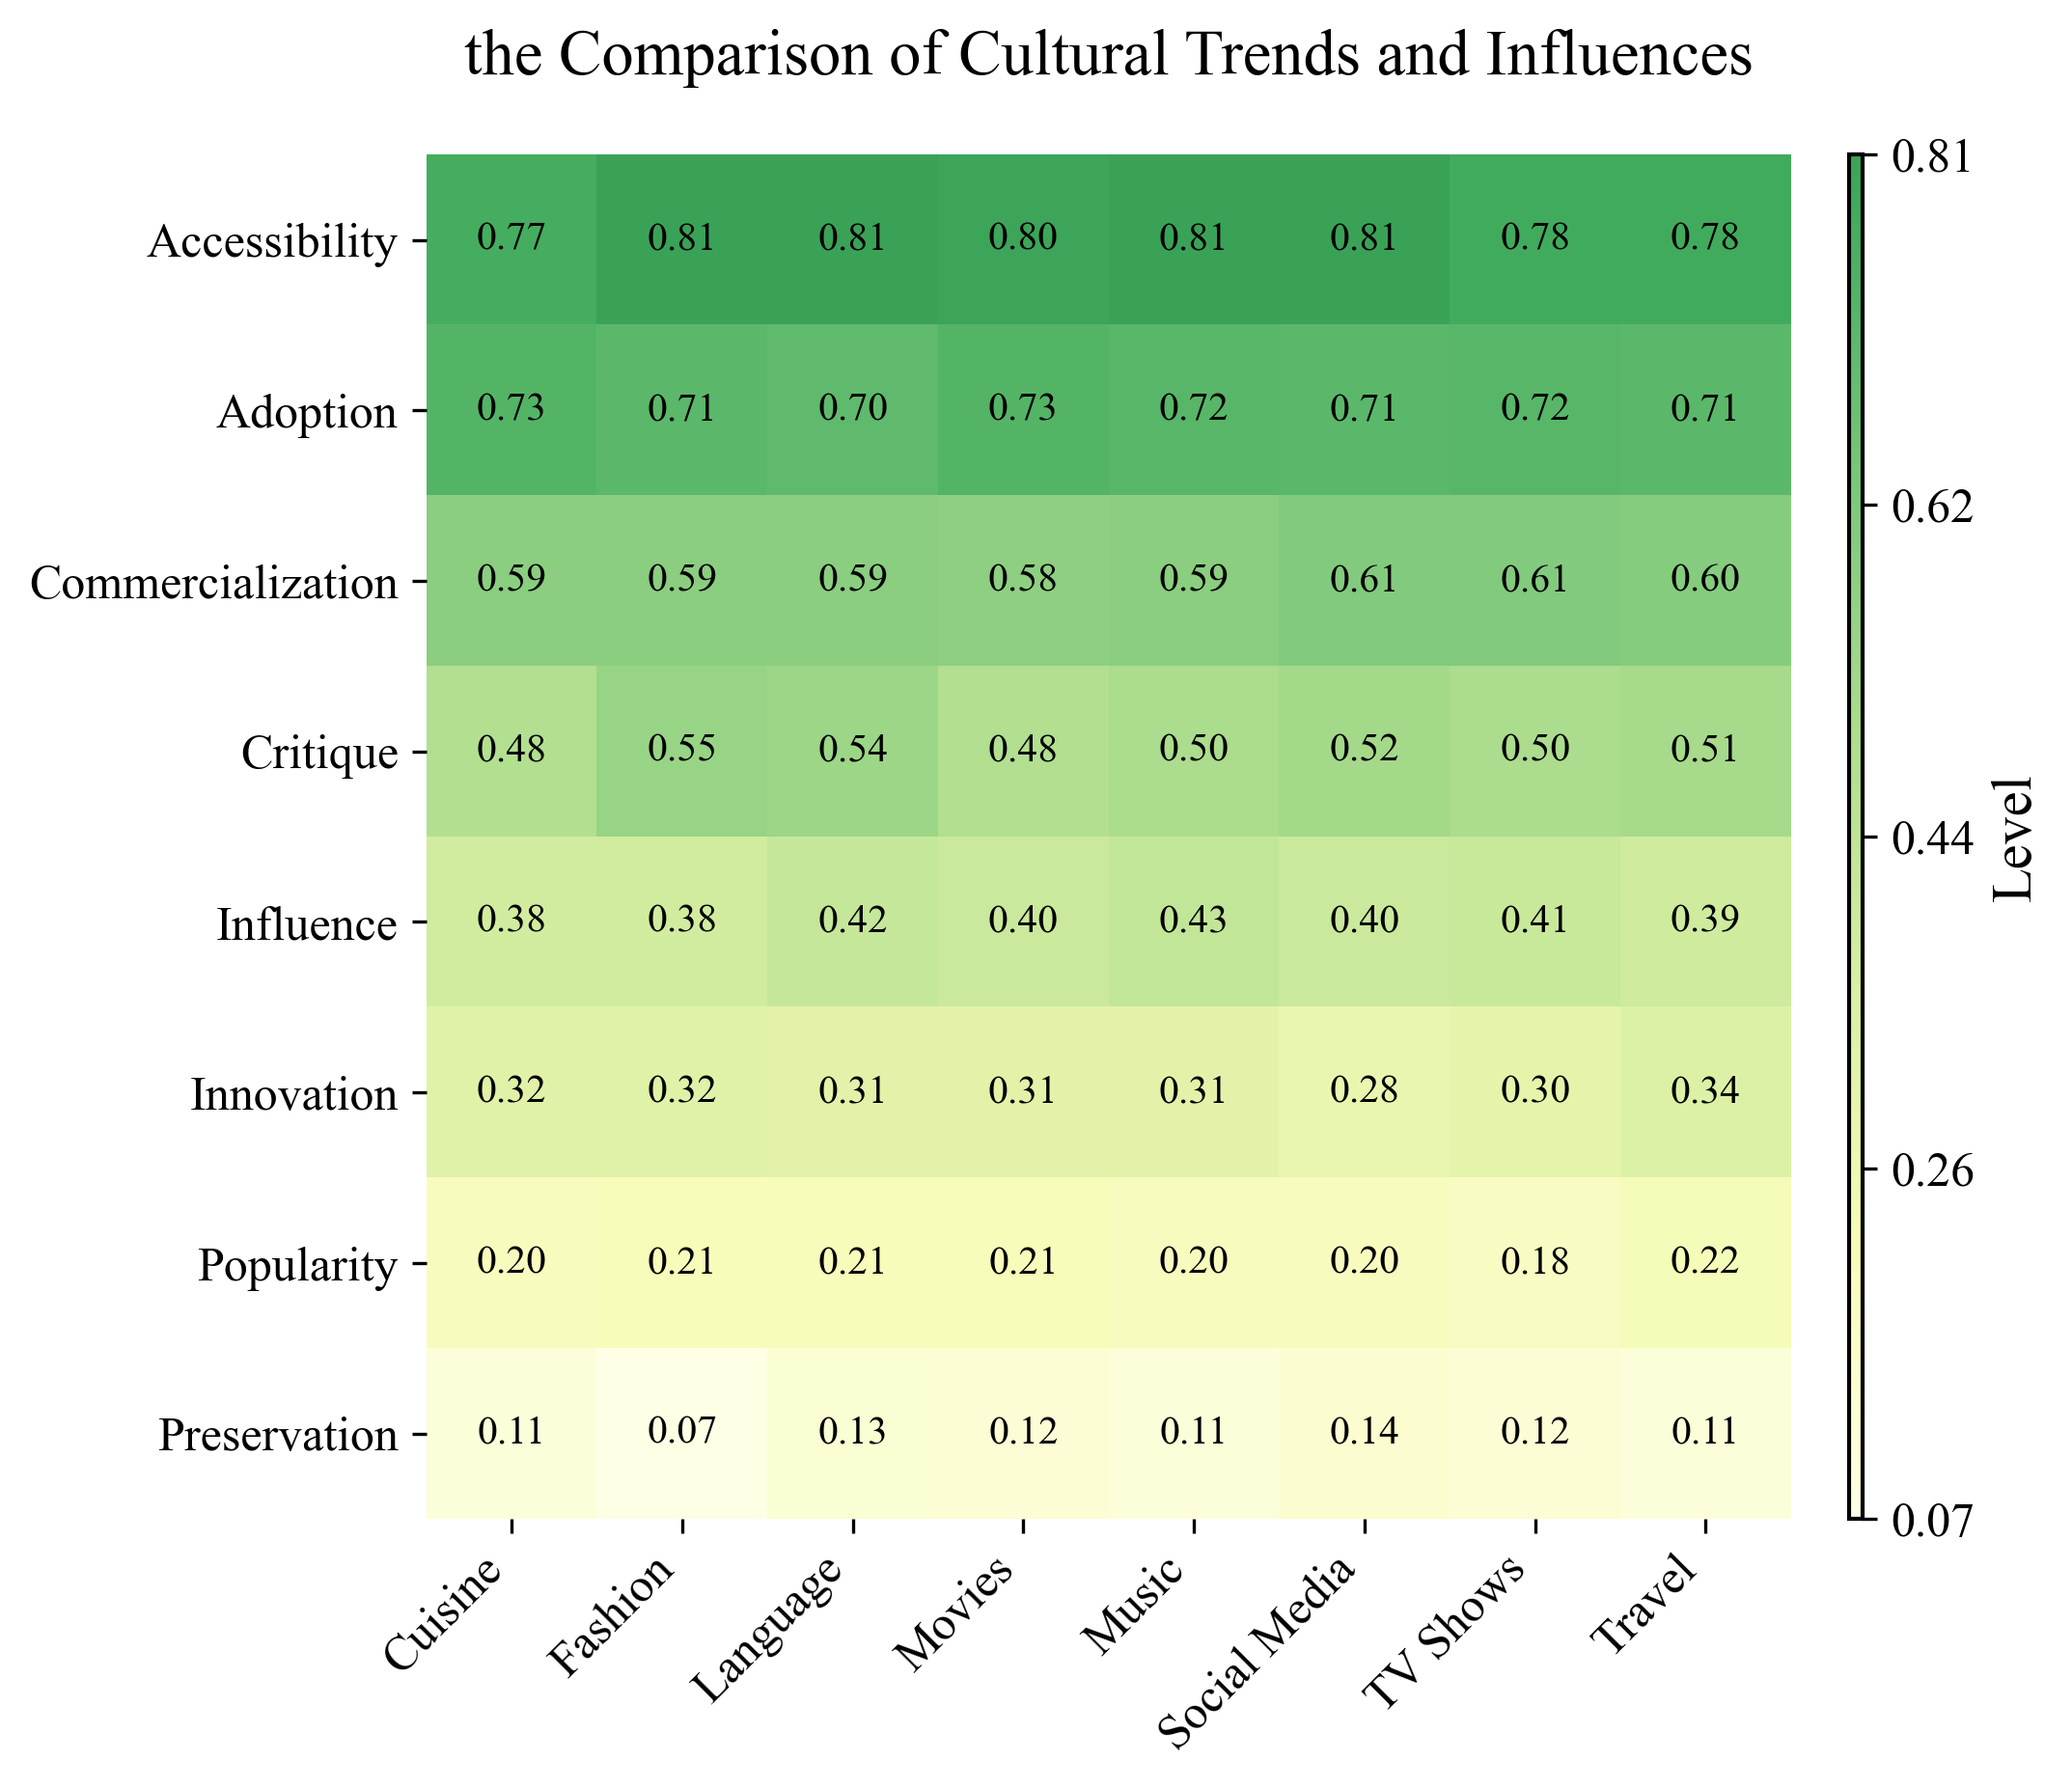 the Comparison of Cultural Trends and Influences
Accessibility 0.77 0.81 0.81 0.80 0.81 0.81 0.78 0.78
Adoption 0.73 0.71 0.70 0.73 0.72 0.71 0.72 0.71
Commercialization 0.59 0.59 0.59 0.58 0.59 0.61 0.61 0.60
Critique 0.48 0.55 0.54 0.48 0.50 0.52 0.50 0.51
Influence 0.38 0.38 0.42 0.40 0.43 0.40 0.41 0.39
Innovation 0.32 0.32 0.31 0.31 0.31 0.28 0.30 0.34
Popularity 0.20 0.21 0.21 0.21 0.20 0.20 0.18 0.22
Preservation 0.11 0.07 0.13 0.12 0.11 0.14 0.12 0.11
Cuisine
Fashion
Language
Movies
Music
Social Media
TV Shows
Travel
0.81
0.62
0.44
0.26
0.07
Level